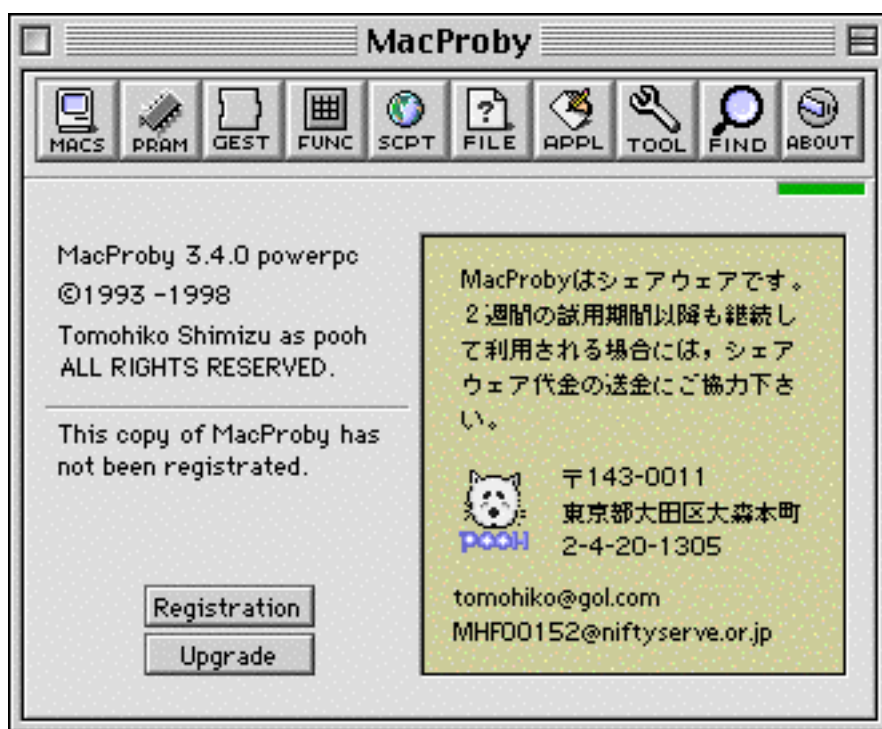 MacProby
MACS PRAM GEST FUNC SCPT FILE APPL TOOL FIND ABOUT
MacProby 3.4.0 powerpc
©1993 -1998
Tomohiko Shimizu as pooh
ALL RIGHTS RESERVED.
This copy of MacProby has
not been registrated.
Registration
Upgrade
MacProbyはシェアウェアです。
２週間の試用期間以降も継続し
て利用される場合には，シェア
ウェア代金の送金にご協力下さ
い。
POOH
〒143-0011
東京都大田区大森本町
2-4-20-1305
tomohiko@gol.com
MHF00152@niftyserve.or.jp